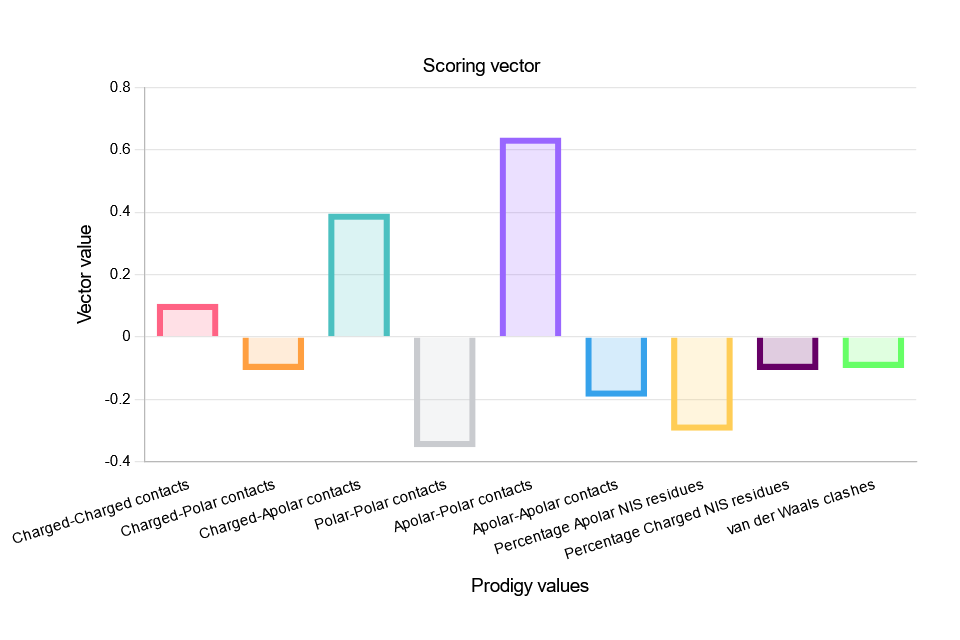 Scoring vector
Vector value
0.8
0.6
0.4
0.2
0
-0.2
-0.4
Charged-Charged contacts
Charged-Polar contacts
Charged-Apolar contacts
Polar-Polar contacts
Apolar-Polar contacts
Apolar-Apolar contacts
Percentage Apolar NIS residues
Percentage Charged NIS residues
van der Waals clashes
Prodigy values